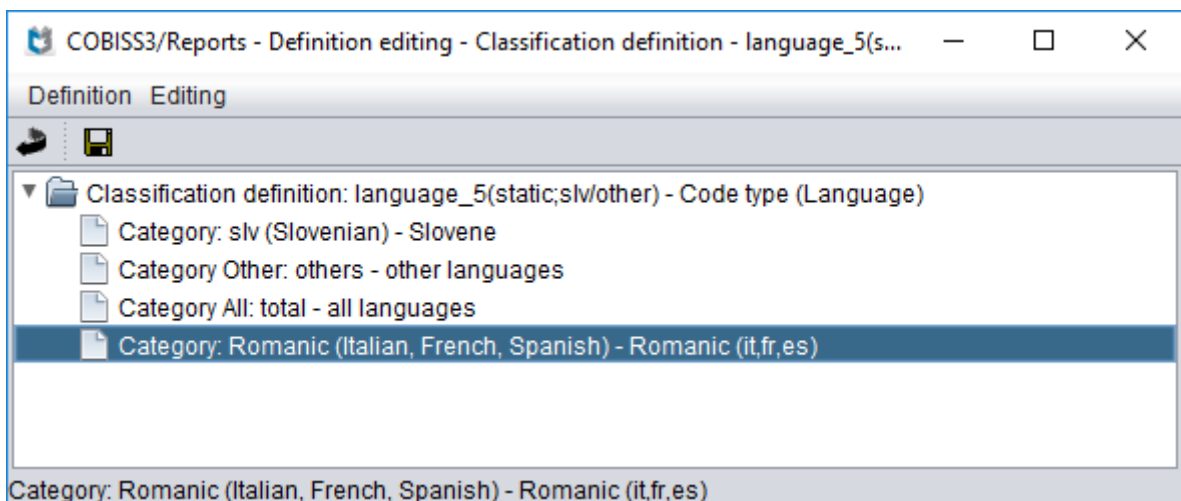 COBISS3/Reports - Definition editing - Classification definition - language_5(s...
Definition Editing
Classification definition: language_5(static;slv/other) - Code type (Language)
Category: slv (Slovenian) - Slovene
Category Other: others - other languages
Category All: total - all languages
Category: Romanic (Italian, French, Spanish) - Romanic (it,fr,es)
Category: Romanic (Italian, French, Spanish) - Romanic (it,fr,es)